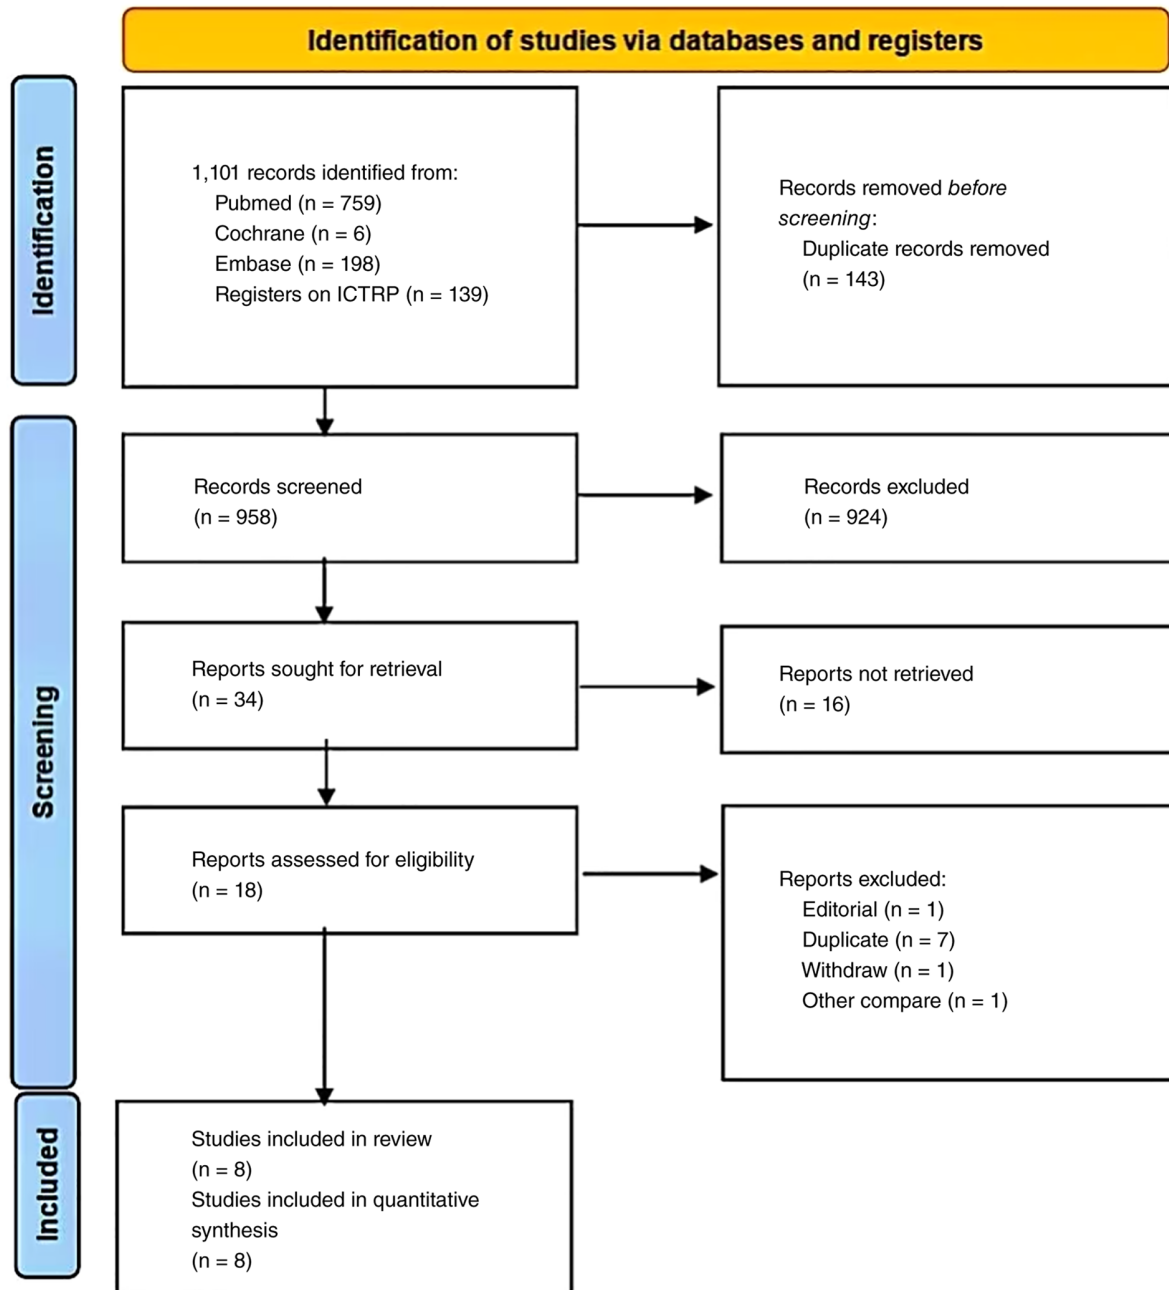 Identification of studies via databases and registers
Identification
1,101 records identified from:
Pubmed (n = 759)
Cochrane (n = 6)
Embase (n = 198)
Registers on ICTRP (n = 139)
Records removed before
screening:
Duplicate records removed
(n = 143)
Screening
Records screened
(n = 958)
Records excluded
(n = 924)
Reports sought for retrieval
(n = 34)
Reports not retrieved
(n = 16)
Reports assessed for eligibility
(n = 18)
Reports excluded:
Editorial (n = 1)
Duplicate (n = 7)
Withdraw (n = 1)
Other compare (n = 1)
Included
Studies included in review
(n = 8)
Studies included in quantitative
synthesis
(n = 8)